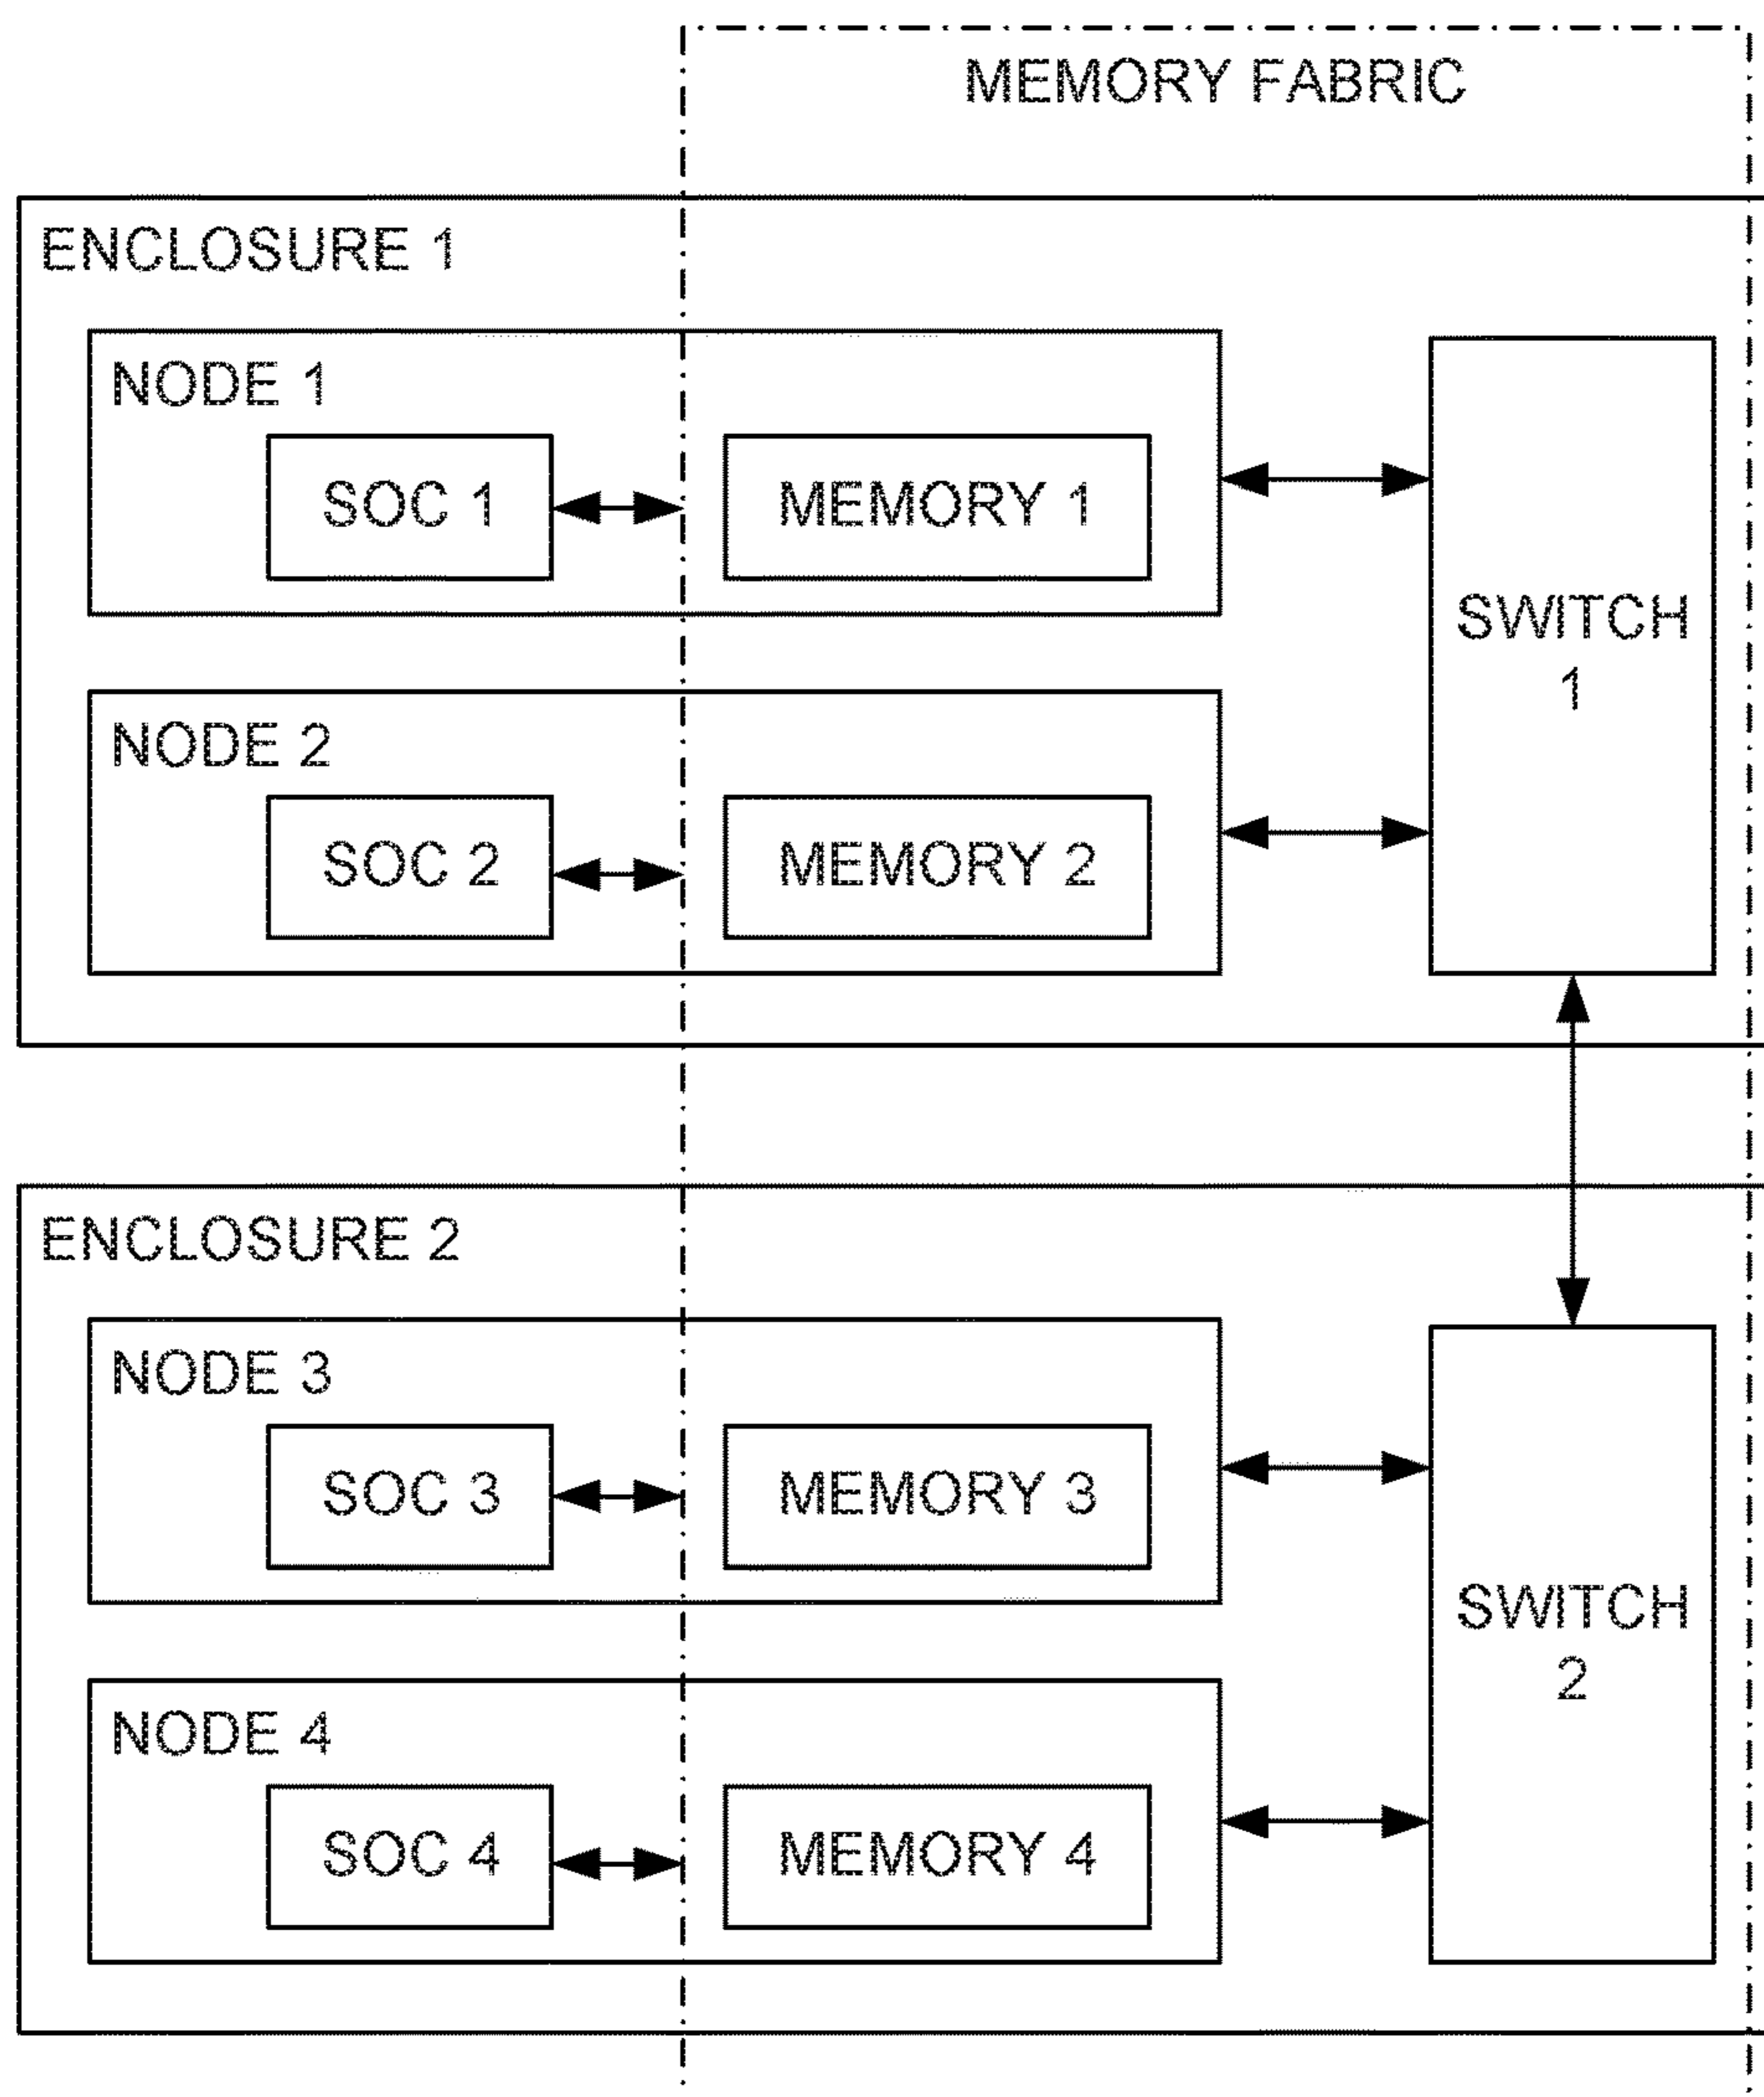 MEMORY FABRIC
ENCLOSURE 1
NODE 1
SOC 1
MEMORY 1
SWITCH
1
NODE 2
SOC 2
MEMORY 2
ENCLOSURE 2
NODE 3
SOC 3
MEMORY 3
SWITCH
2
NODE 4
SOC 4
MEMORY 4